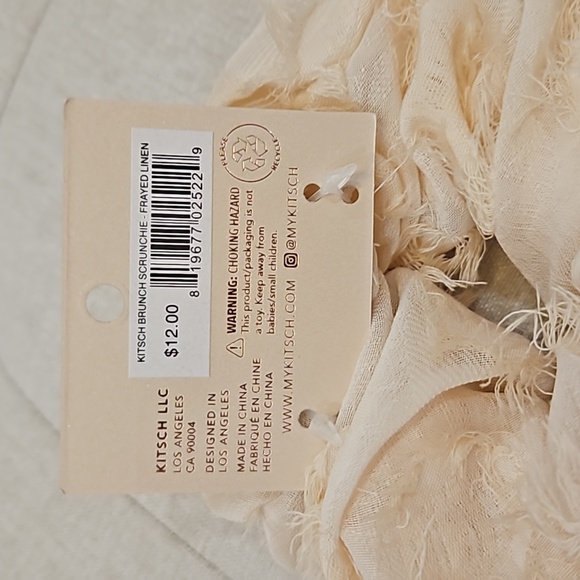 KITSCH BRUNCH SCRUNCHIE - FRAYED LINEN
8 19677 02522 9
$12.00
PLEASE RECYCLE
WARNING: CHOKING HAZARD
This product/packaging is not
a toy. Keep away from
babies/small children.
KITSCH LLC
LOS ANGELES
CA 90004
DESIGNED IN
LOS ANGELES
MADE IN CHINA
FABRIQUÉ EN CHINE
HECHO EN CHINA
WWW.MYKITSCH.COM @MYKITSCH